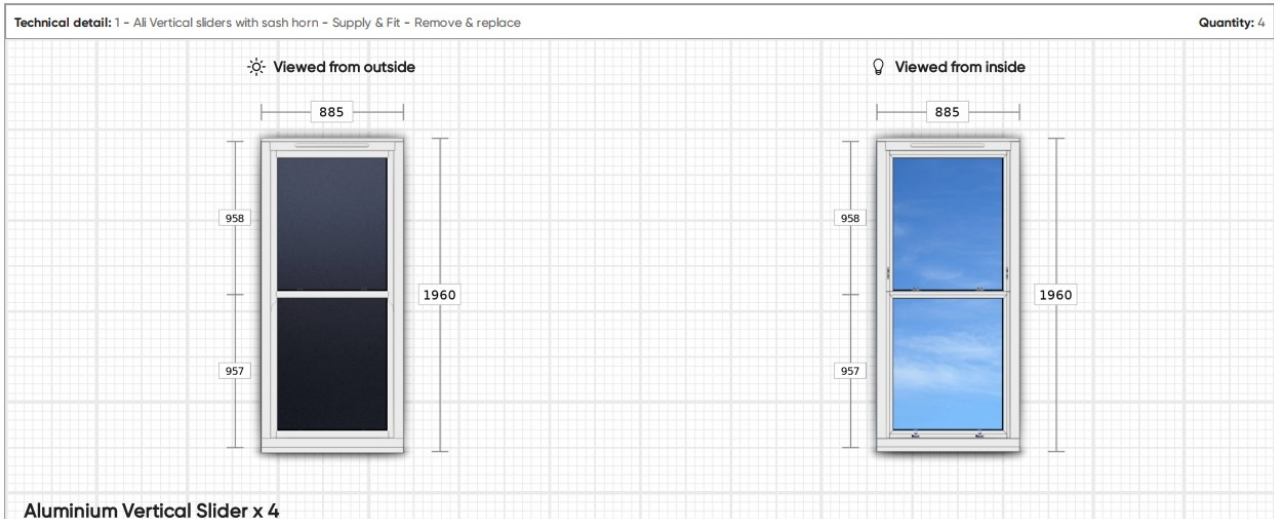 Technical detail: 1 - Ali Vertical sliders with sash horn - Supply & Fit - Remove & replace Quantity: 4
Viewed from outside Viewed from inside
885 885
958 958
1960 1960
957 957
Aluminium Vertical Slider x 4